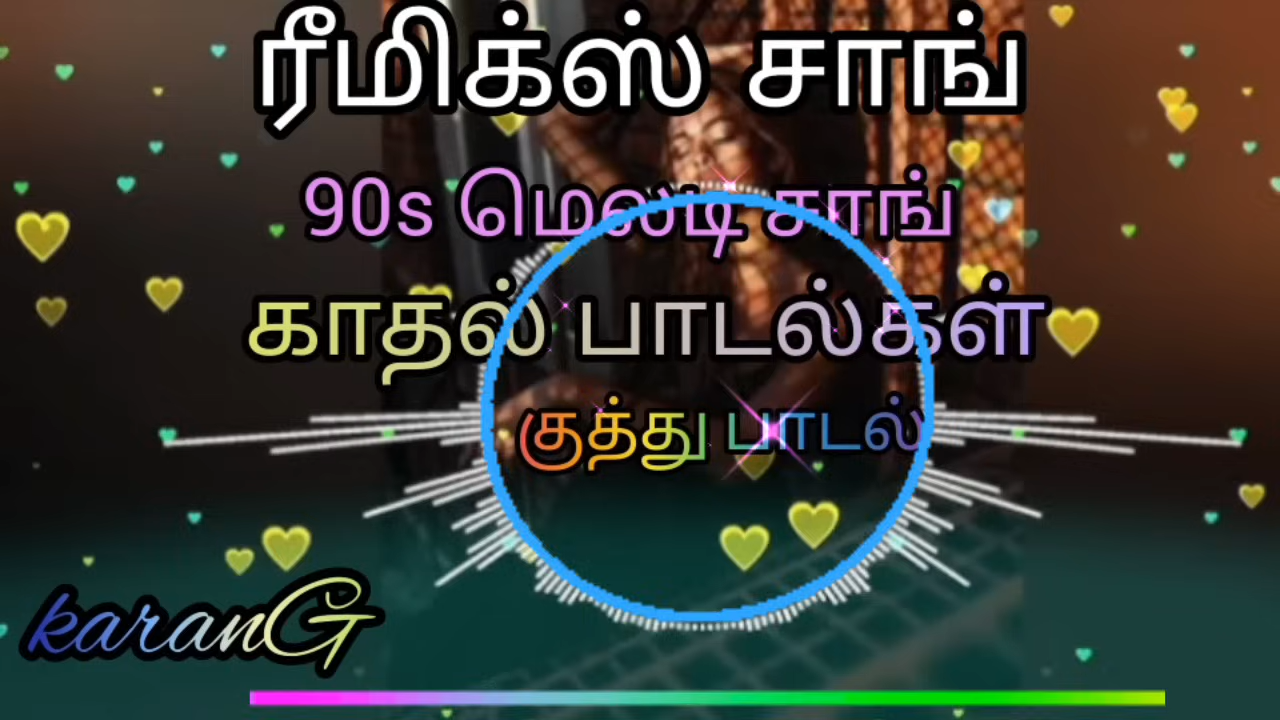 ரீமிக்ஸ் சாங்
90s மெலடி சாங்
காதல் பாடல்கள்
குத்து பாடல்
karanG